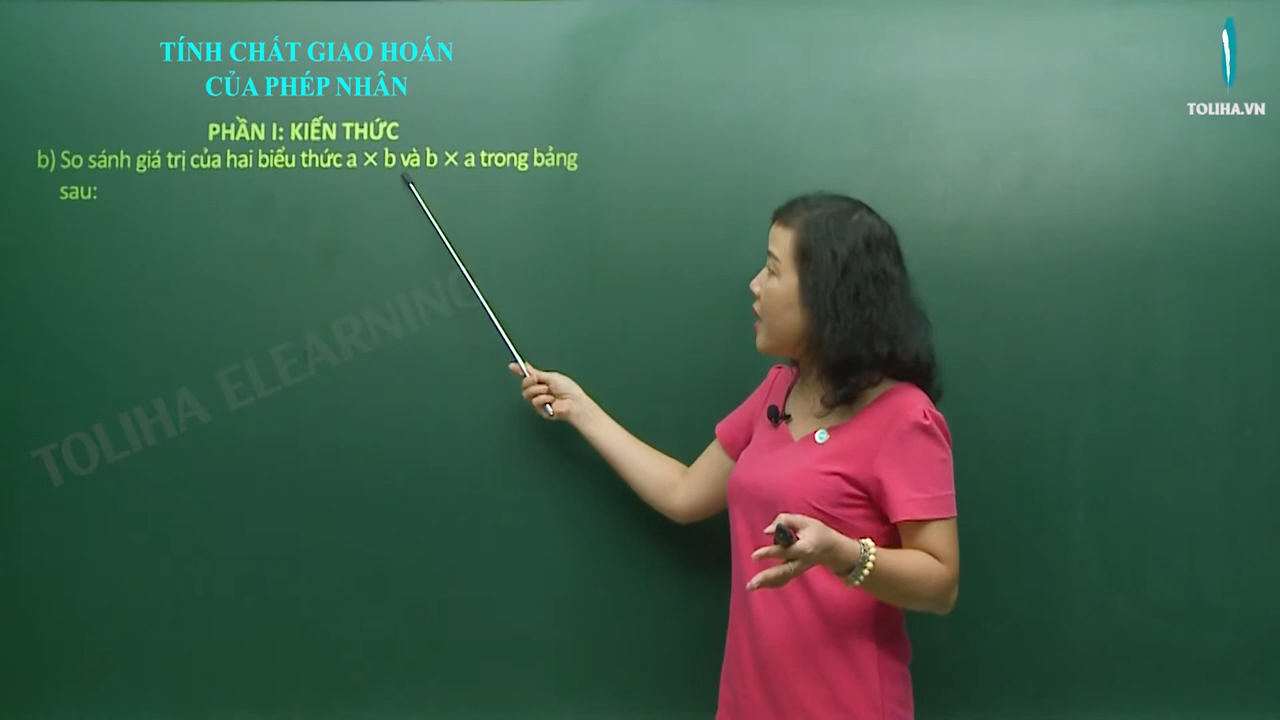 TÍNH CHẤT GIAO HOÁN
CỦA PHÉP NHÂN
TOLIHA.VN
PHẦN I: KIẾN THỨC
b) So sánh giá trị của hai biểu thức a × b và b × a trong bảng
sau:
TOLIHA ELEARNING